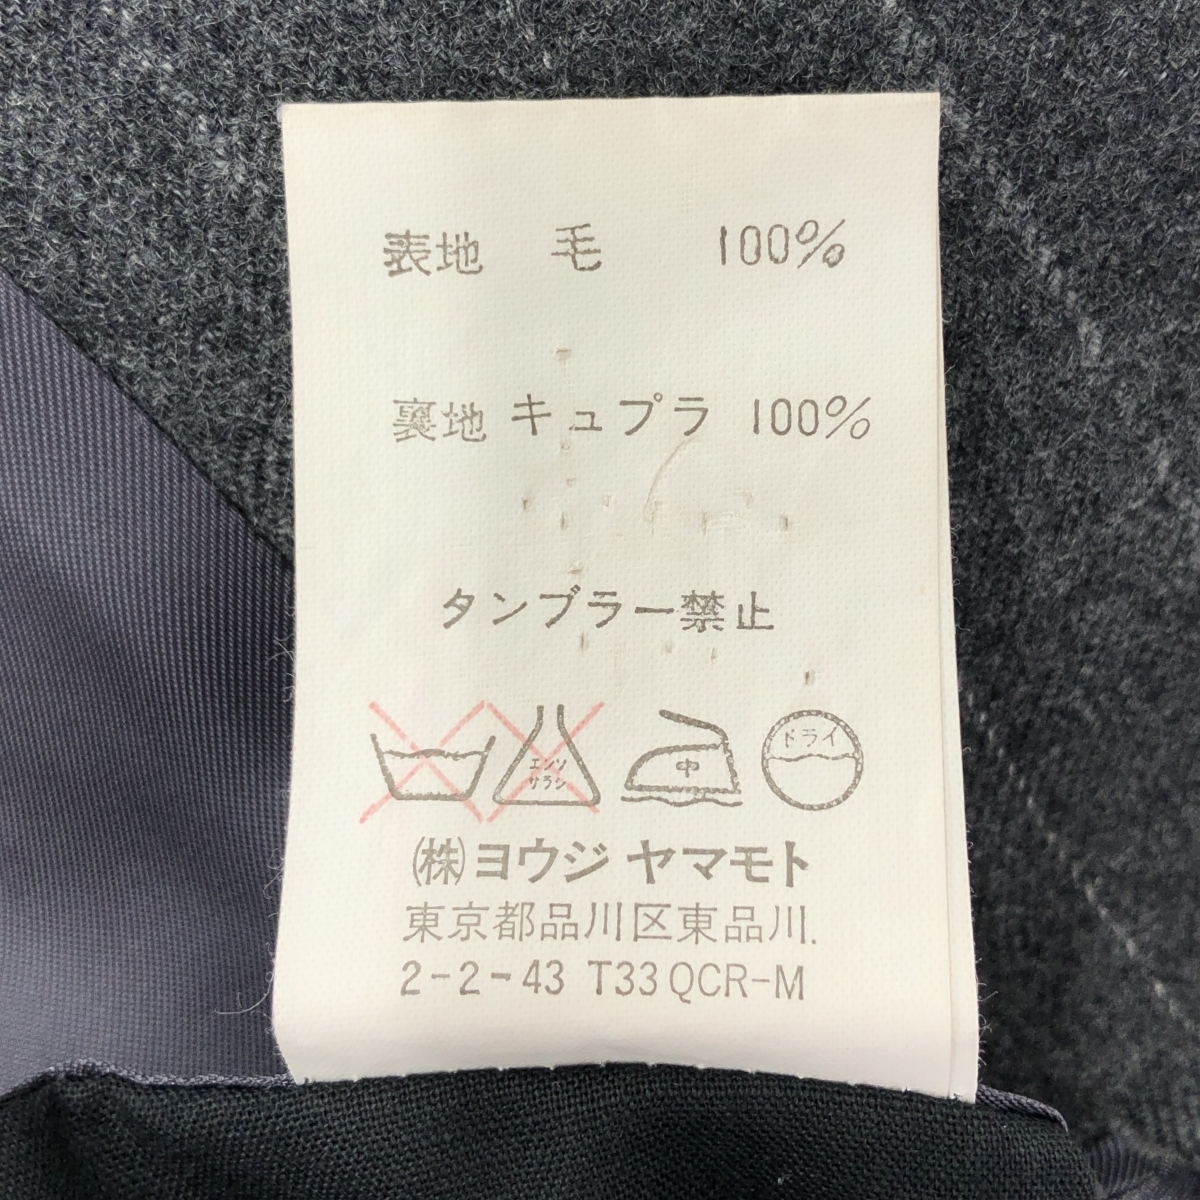 表地 毛 100%
裏地 キュプラ 100%
タンブラー禁止
エンソ
サラシ
中
ドライ
(株)ヨウジ ヤマモト
東京都品川区東品川.
2-2-43 T33QCR-M